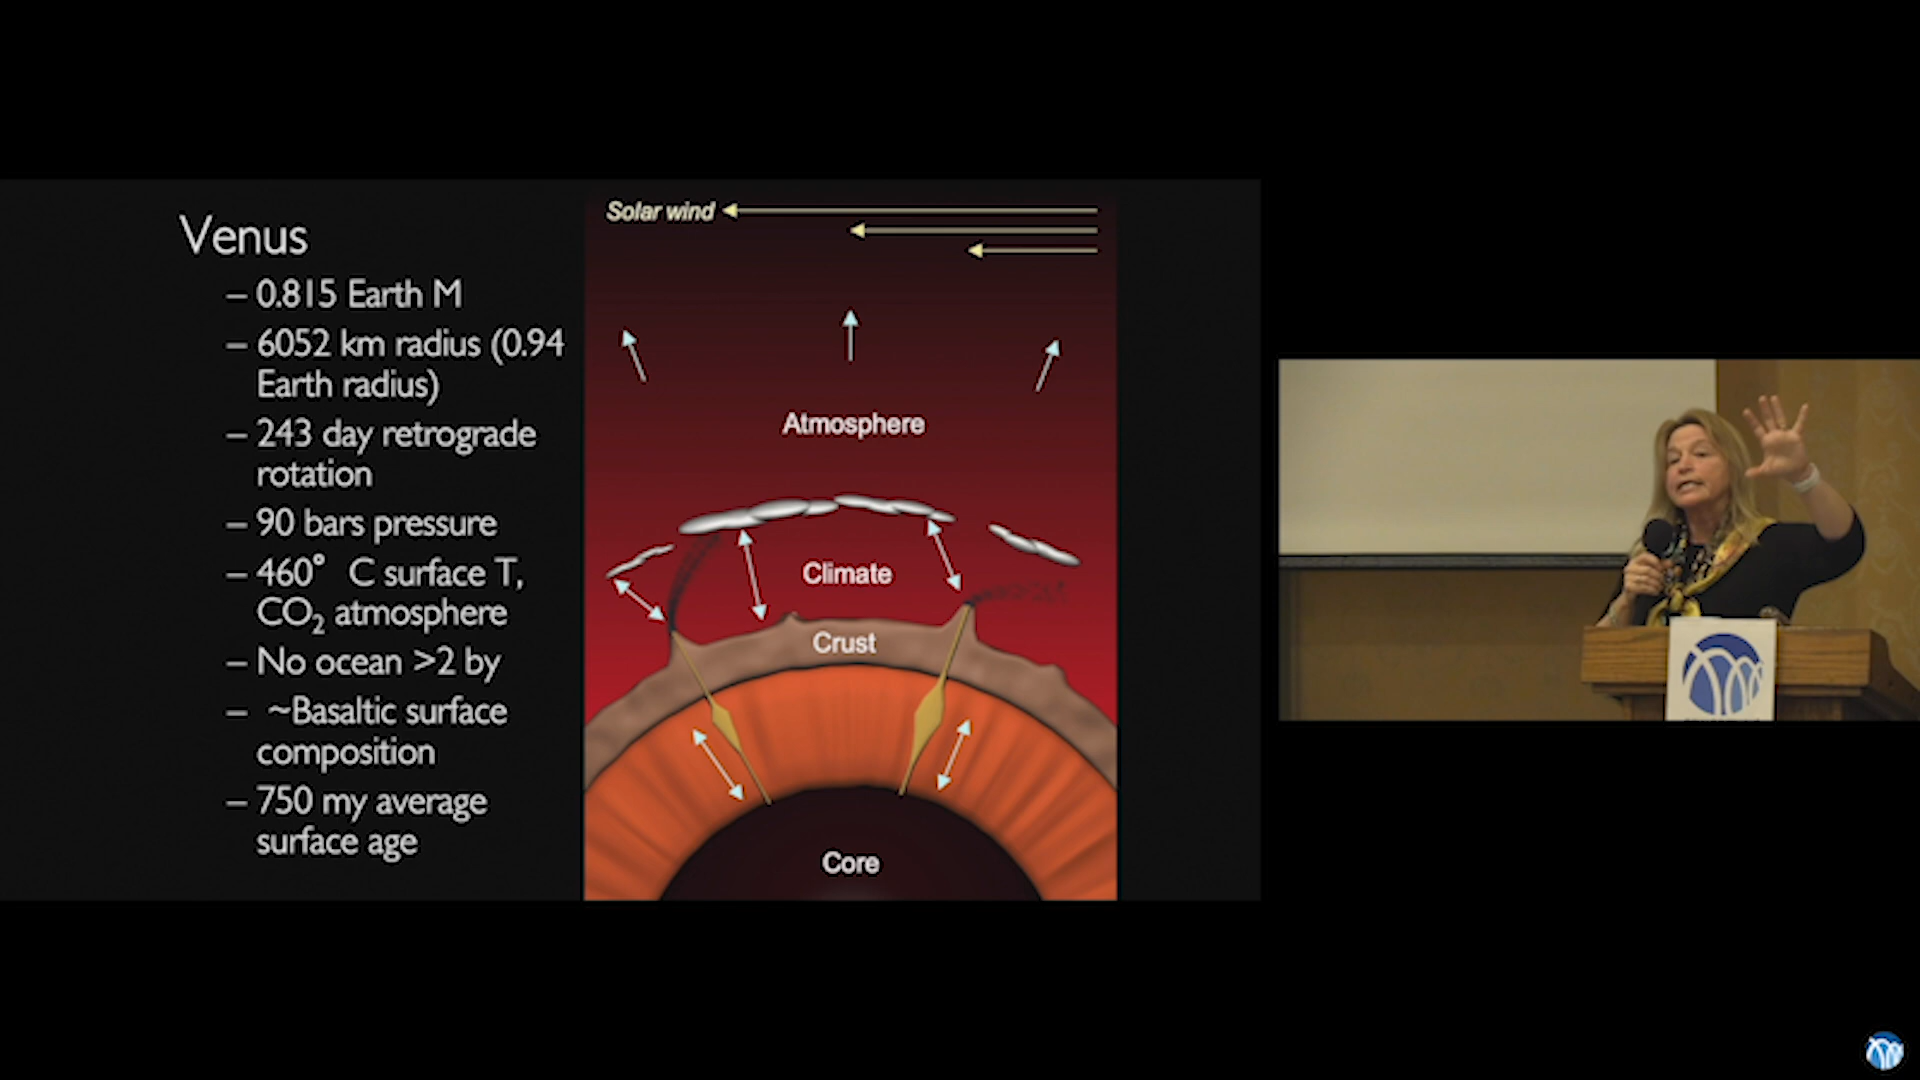 Venus
– 0.815 Earth M
– 6052 km radius (0.94
Earth radius)
– 243 day retrograde
rotation
– 90 bars pressure
– 460° C surface T,
CO₂ atmosphere
– No ocean >2 by
– ~Basaltic surface
composition
– 750 my average
surface age
Solar wind
Atmosphere
Climate
Crust
Core